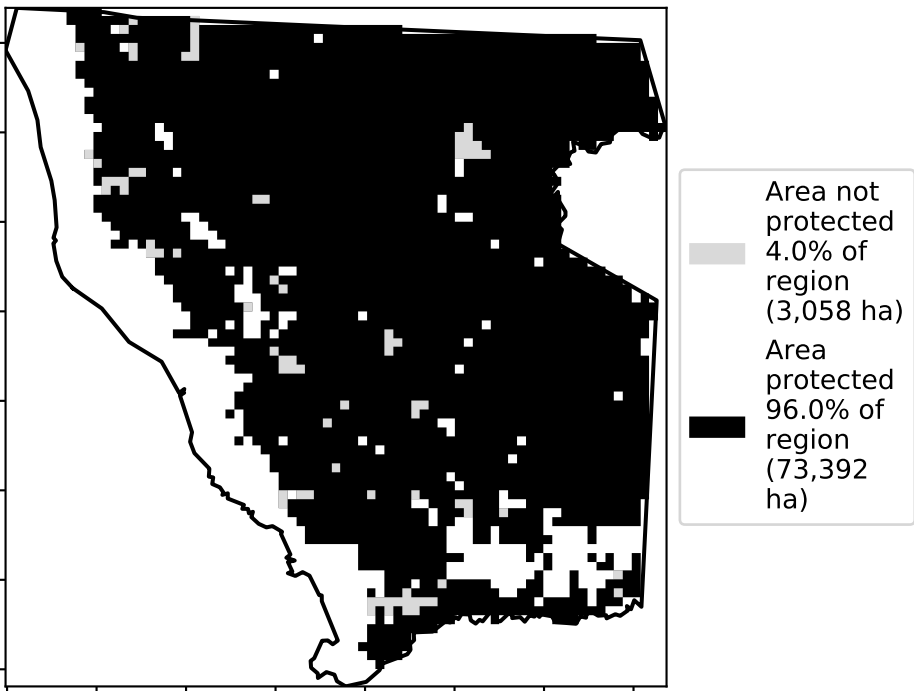 Area not
protected
4.0% of
region
(3,058 ha)
Area
protected
96.0% of
region
(73,392
ha)